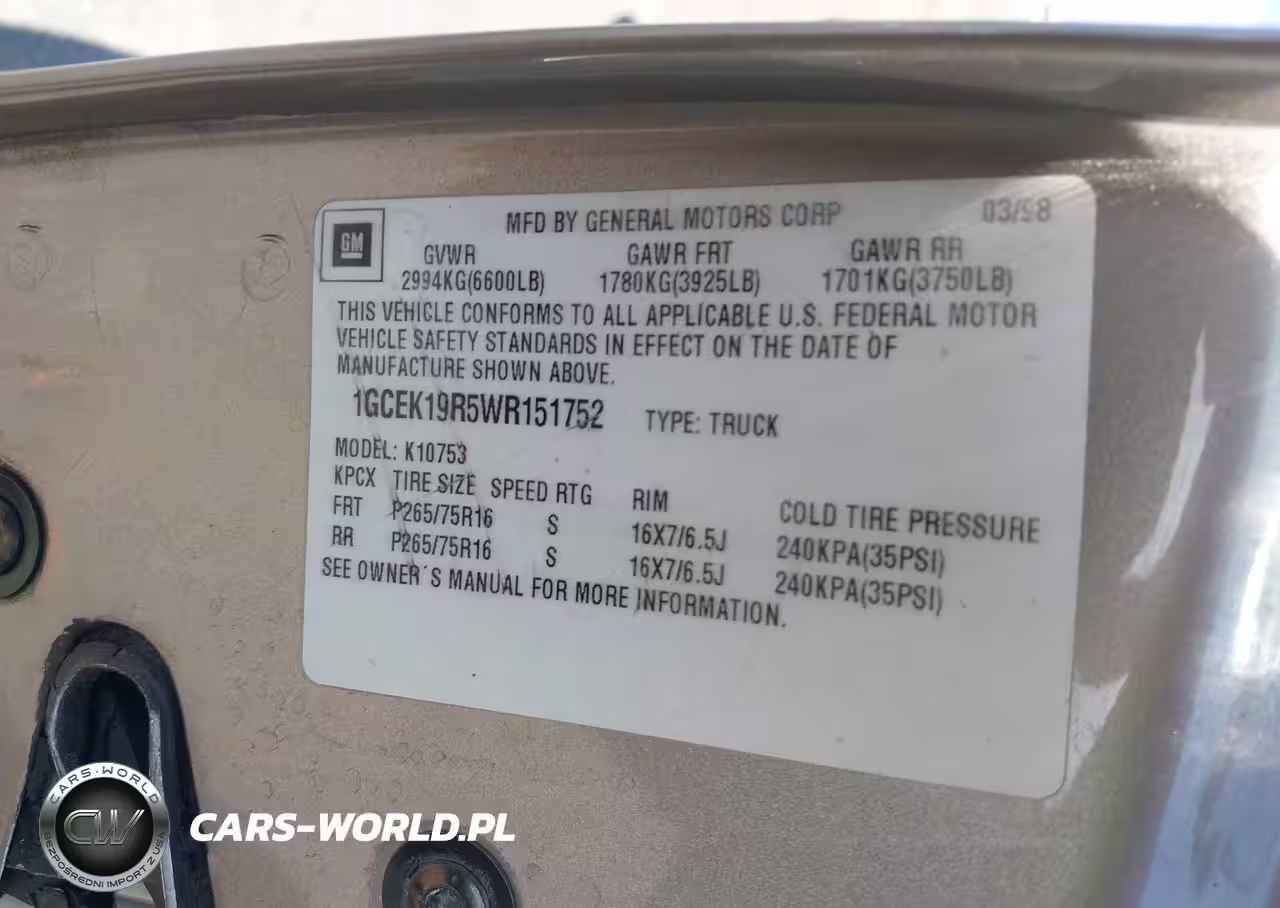 MFD BY GENERAL MOTORS CORP 03/98
GM
GVWR GAWR FRT GAWR RR
2994KG(6600LB) 1780KG(3925LB) 1701KG(3750LB)
THIS VEHICLE CONFORMS TO ALL APPLICABLE U.S. FEDERAL MOTOR
VEHICLE SAFETY STANDARDS IN EFFECT ON THE DATE OF
MANUFACTURE SHOWN ABOVE.
1GCEK19R5WR151752 TYPE: TRUCK
MODEL: K10753
KPCX TIRE SIZE SPEED RTG RIM COLD TIRE PRESSURE
FRT P265/75R16 S 16X7/6.5J 240KPA(35PSI)
RR P265/75R16 S 16X7/6.5J 240KPA(35PSI)
SEE OWNER'S MANUAL FOR MORE INFORMATION.
CARS-WORLD
CW
BEZPOŚREDNI IMPORT Z USA
CARS-WORLD.PL